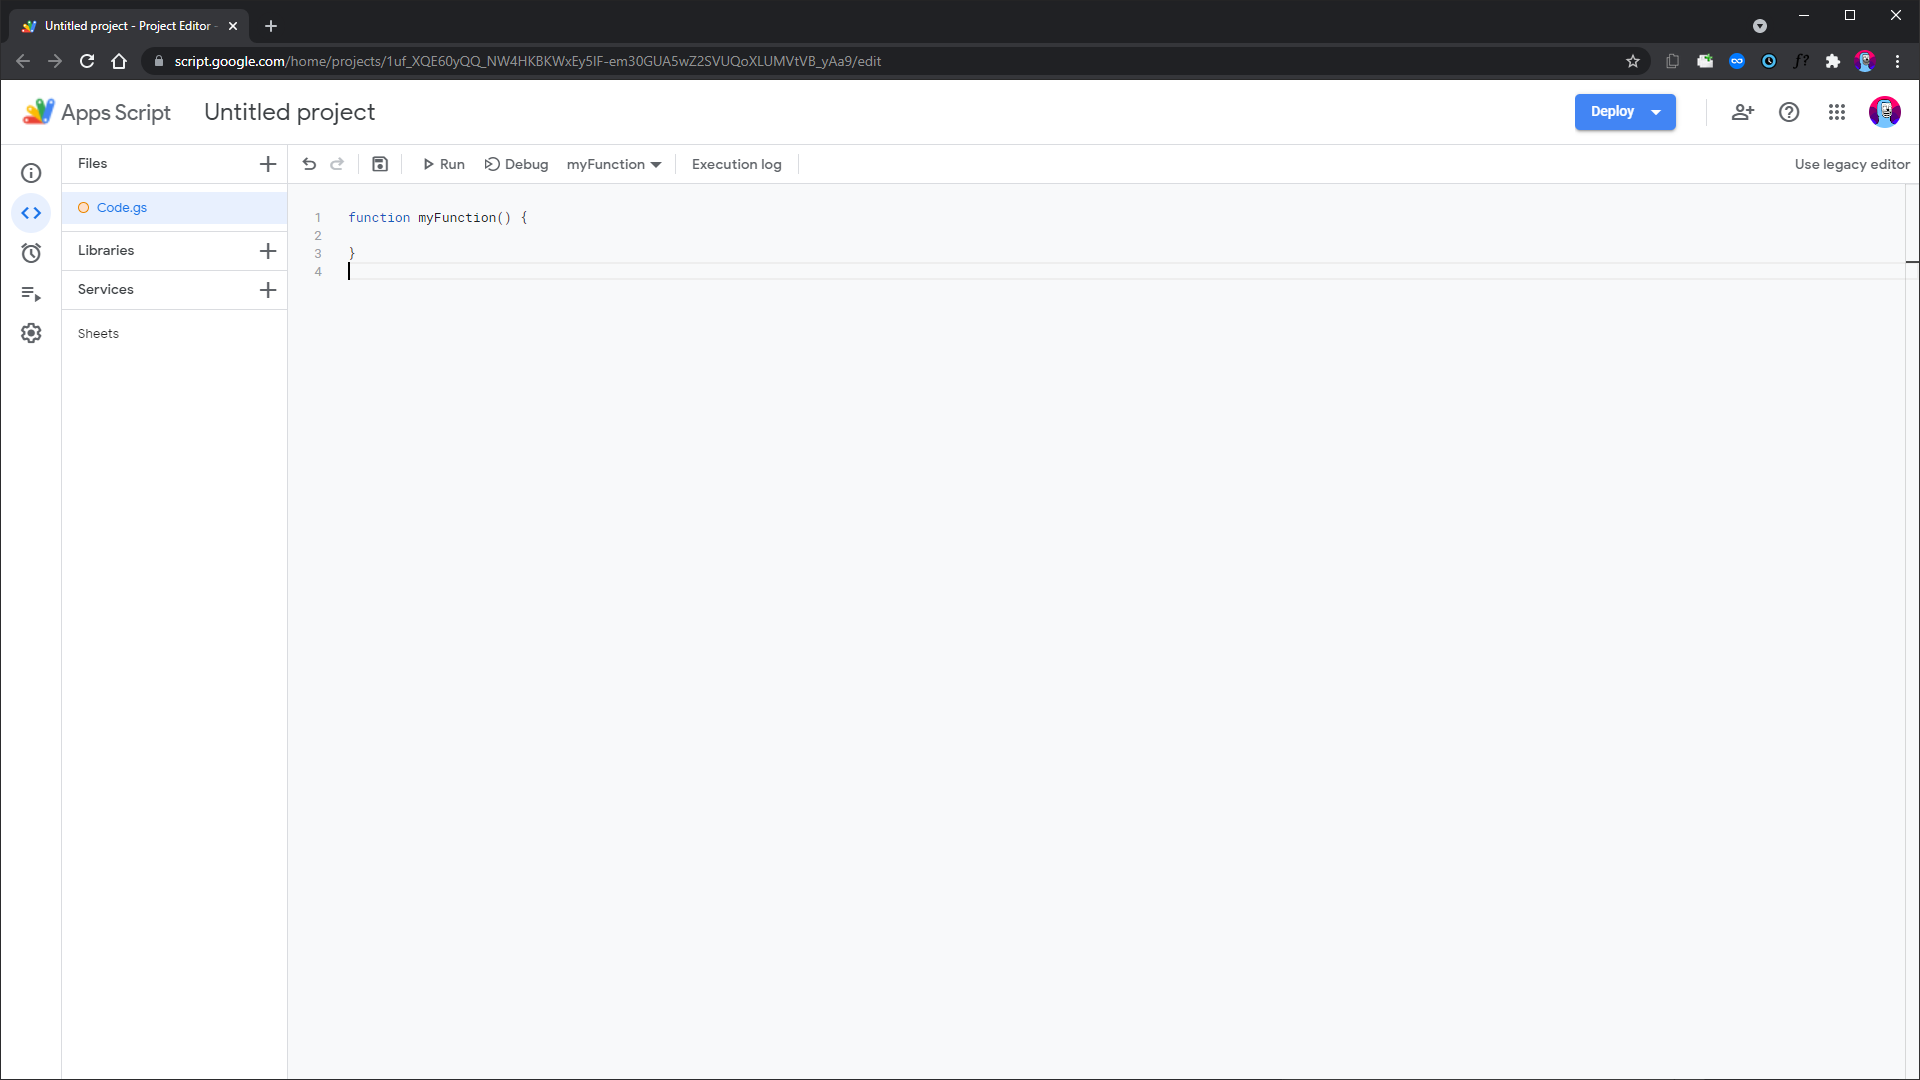 Untitled project - Project Editor -
script.google.com/home/projects/1uf_XQE60yQQ_NW4HKBKWxEy5IF-em30GUA5wZ2SVUQoXLUMVtVB_yAa9/edit
f?
Apps Script
Untitled project
Deploy
Files
Run
Debug
myFunction
Execution log
Use legacy editor
Code.gs
Libraries
Services
Sheets
1 function myFunction() {
2
3 }
4